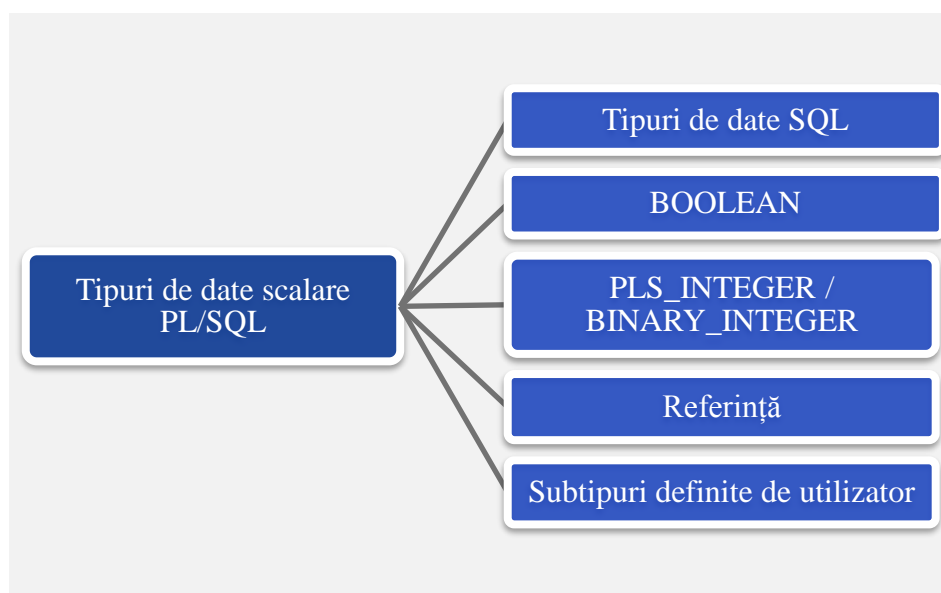 Tipuri de date scalare
PL/SQL
Tipuri de date SQL
BOOLEAN
PLS_INTEGER /
BINARY_INTEGER
Referință
Subtipuri definite de utilizator